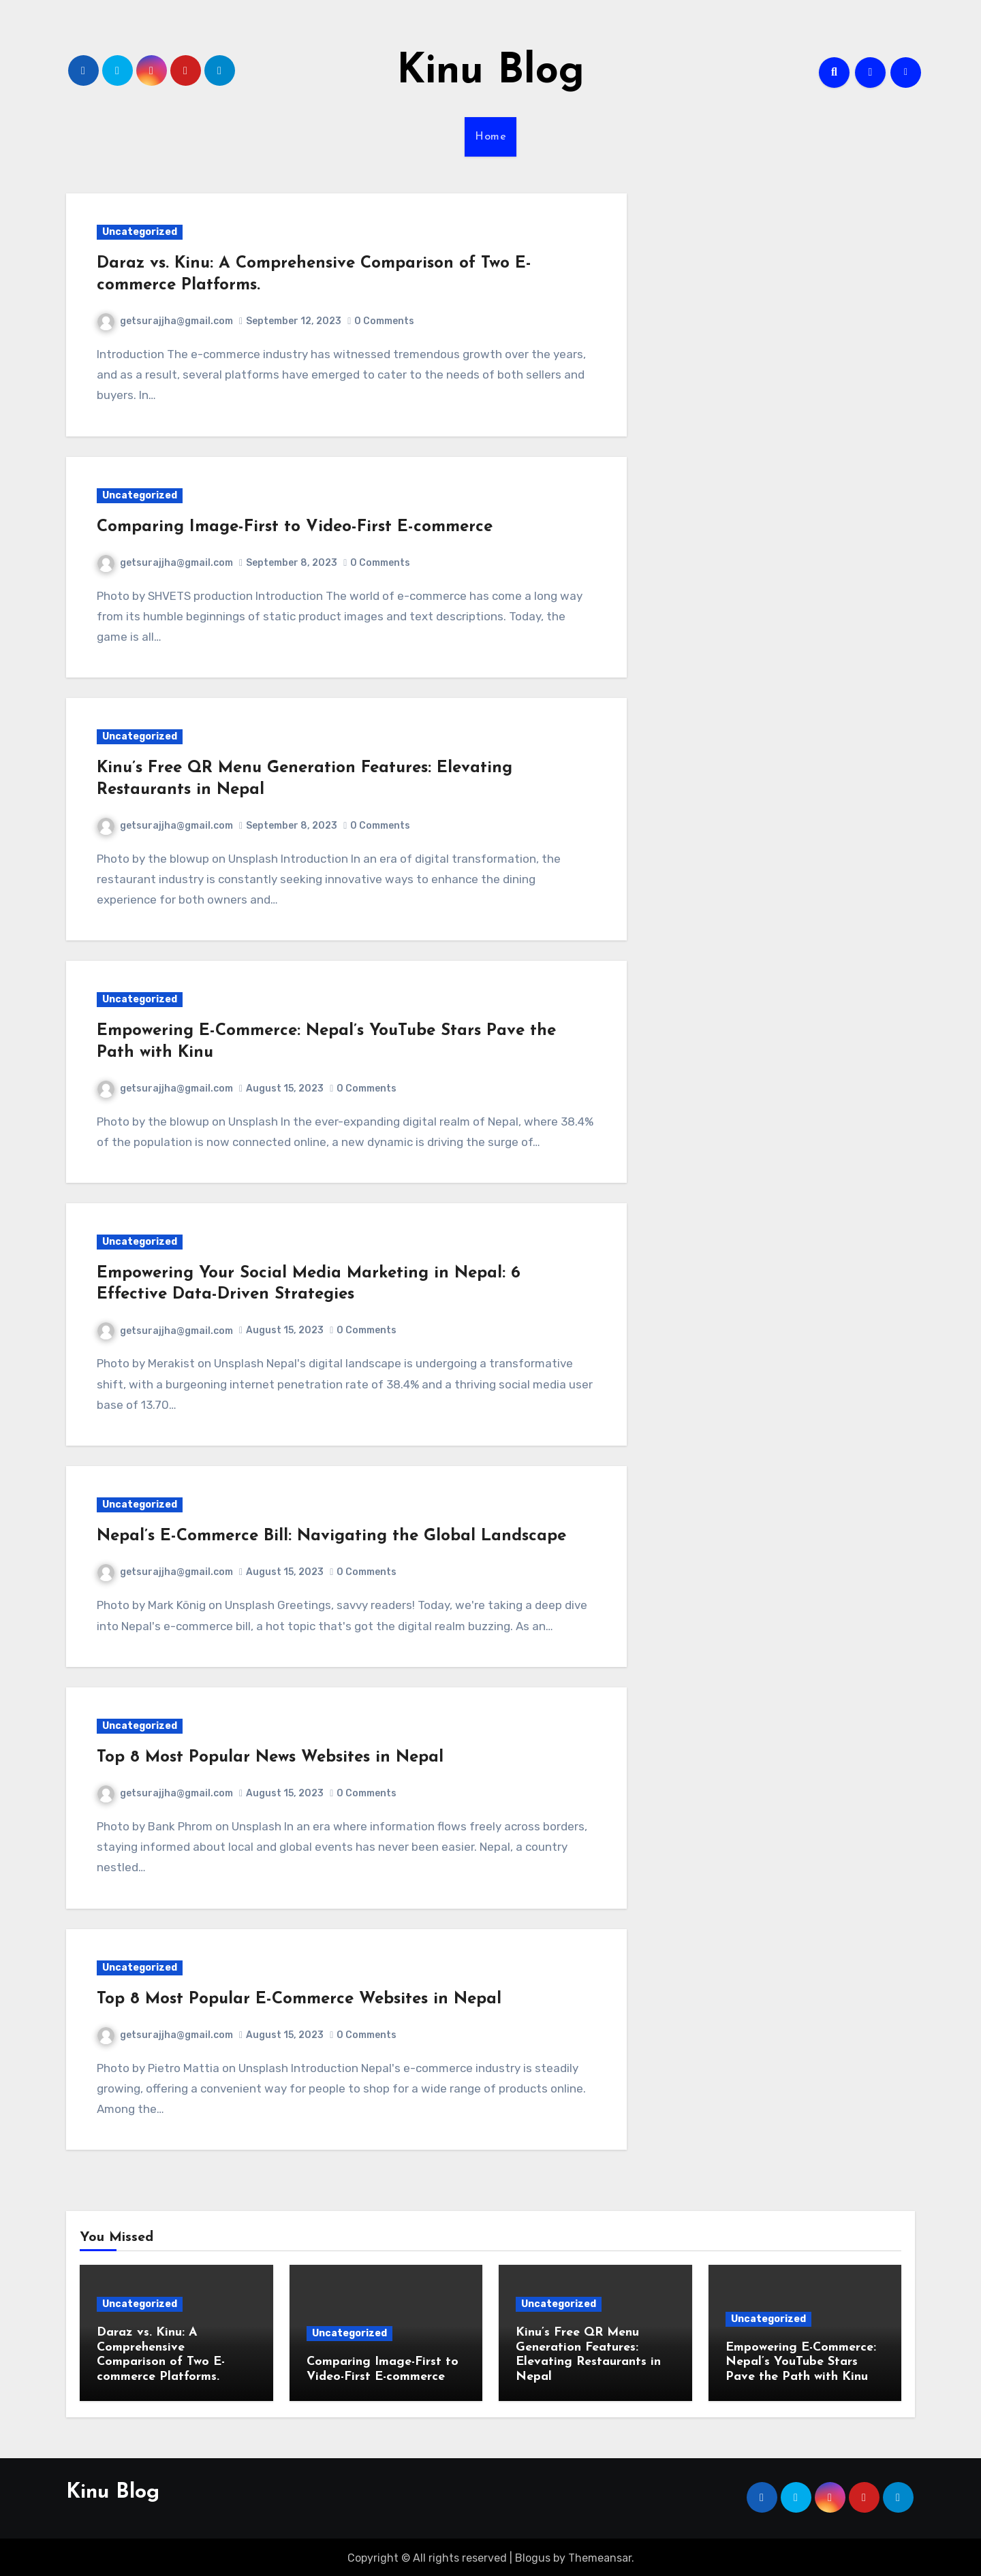 Kinu Blog
Home
Uncategorized
Daraz vs. Kinu: A Comprehensive Comparison of Two E-
commerce Platforms.
getsurajjha@gmail.com September 12, 2023 0 Comments
Introduction The e-commerce industry has witnessed tremendous growth over the years,
and as a result, several platforms have emerged to cater to the needs of both sellers and
buyers. In...
Uncategorized
Comparing Image-First to Video-First E-commerce
getsurajjha@gmail.com September 8, 2023 0 Comments
Photo by SHVETS production Introduction The world of e-commerce has come a long way
from its humble beginnings of static product images and text descriptions. Today, the
game is all...
Uncategorized
Kinu’s Free QR Menu Generation Features: Elevating
Restaurants in Nepal
getsurajjha@gmail.com September 8, 2023 0 Comments
Photo by the blowup on Unsplash Introduction In an era of digital transformation, the
restaurant industry is constantly seeking innovative ways to enhance the dining
experience for both owners and...
Uncategorized
Empowering E-Commerce: Nepal’s YouTube Stars Pave the
Path with Kinu
getsurajjha@gmail.com August 15, 2023 0 Comments
Photo by the blowup on Unsplash In the ever-expanding digital realm of Nepal, where 38.4%
of the population is now connected online, a new dynamic is driving the surge of...
Uncategorized
Empowering Your Social Media Marketing in Nepal: 6
Effective Data-Driven Strategies
getsurajjha@gmail.com August 15, 2023 0 Comments
Photo by Merakist on Unsplash Nepal's digital landscape is undergoing a transformative
shift, with a burgeoning internet penetration rate of 38.4% and a thriving social media user
base of 13.70...
Uncategorized
Nepal’s E-Commerce Bill: Navigating the Global Landscape
getsurajjha@gmail.com August 15, 2023 0 Comments
Photo by Mark König on Unsplash Greetings, savvy readers! Today, we're taking a deep dive
into Nepal's e-commerce bill, a hot topic that's got the digital realm buzzing. As an...
Uncategorized
Top 8 Most Popular News Websites in Nepal
getsurajjha@gmail.com August 15, 2023 0 Comments
Photo by Bank Phrom on Unsplash In an era where information flows freely across borders,
staying informed about local and global events has never been easier. Nepal, a country
nestled...
Uncategorized
Top 8 Most Popular E-Commerce Websites in Nepal
getsurajjha@gmail.com August 15, 2023 0 Comments
Photo by Pietro Mattia on Unsplash Introduction Nepal's e-commerce industry is steadily
growing, offering a convenient way for people to shop for a wide range of products online.
Among the...
You Missed
Uncategorized
Daraz vs. Kinu: A
Comprehensive
Comparison of Two E-
commerce Platforms.
Uncategorized
Comparing Image-First to
Video-First E-commerce
Uncategorized
Kinu’s Free QR Menu
Generation Features:
Elevating Restaurants in
Nepal
Uncategorized
Empowering E-Commerce:
Nepal’s YouTube Stars
Pave the Path with Kinu
Kinu Blog
Copyright © All rights reserved | Blogus by Themeansar.